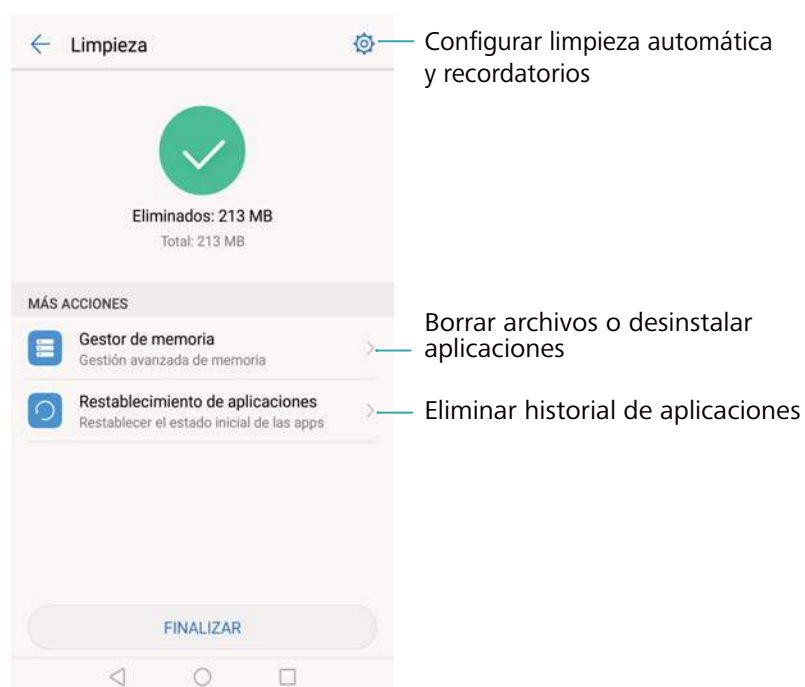 Limpieza
Configurar limpieza automática
y recordatorios
Eliminados: 213 MB
Total: 213 MB
MÁS ACCIONES
Gestor de memoria
Gestión avanzada de memoria
Borrar archivos o desinstalar
aplicaciones
Restablecimiento de aplicaciones
Restablecer el estado inicial de las apps
Eliminar historial de aplicaciones
FINALIZAR